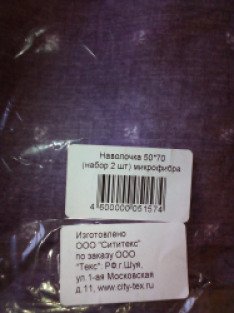 Наволочка 50*70
(набор 2 шт) микрофибра
4 600000 051574
Изготовлено
ООО "Сититекс"
по заказу ООО
"Текс": РФ.г.Шуя,
ул 1-ая Московская
д.11, www.city-tex.ru